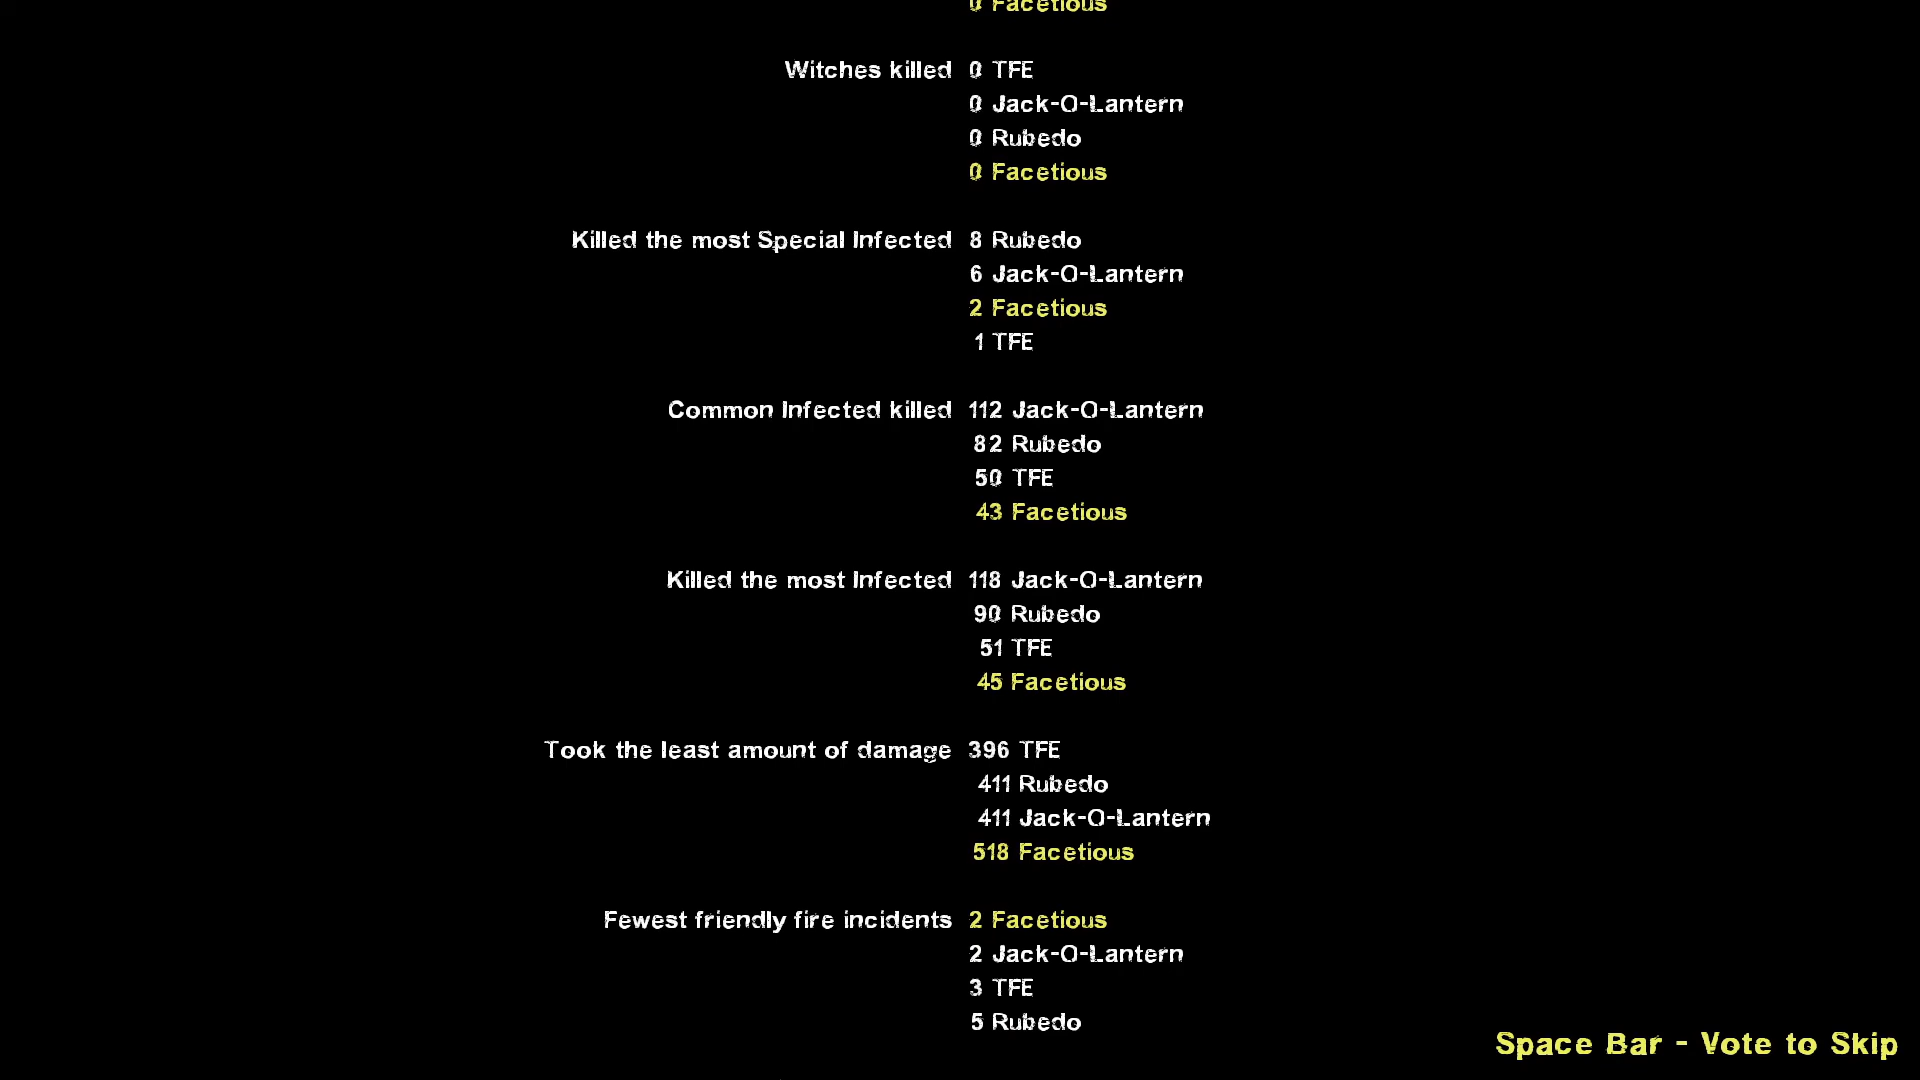 0 Facetious
Witches killed 0 TFE
0 Jack-O-Lantern
0 Rubedo
0 Facetious
Killed the most Special Infected 8 Rubedo
6 Jack-O-Lantern
2 Facetious
1 TFE
Common Infected killed 112 Jack-O-Lantern
82 Rubedo
50 TFE
43 Facetious
Killed the most Infected 118 Jack-O-Lantern
90 Rubedo
51 TFE
45 Facetious
Took the least amount of damage 396 TFE
411 Rubedo
411 Jack-O-Lantern
518 Facetious
Fewest friendly fire incidents 2 Facetious
2 Jack-O-Lantern
3 TFE
5 Rubedo
Space Bar - Vote to Skip